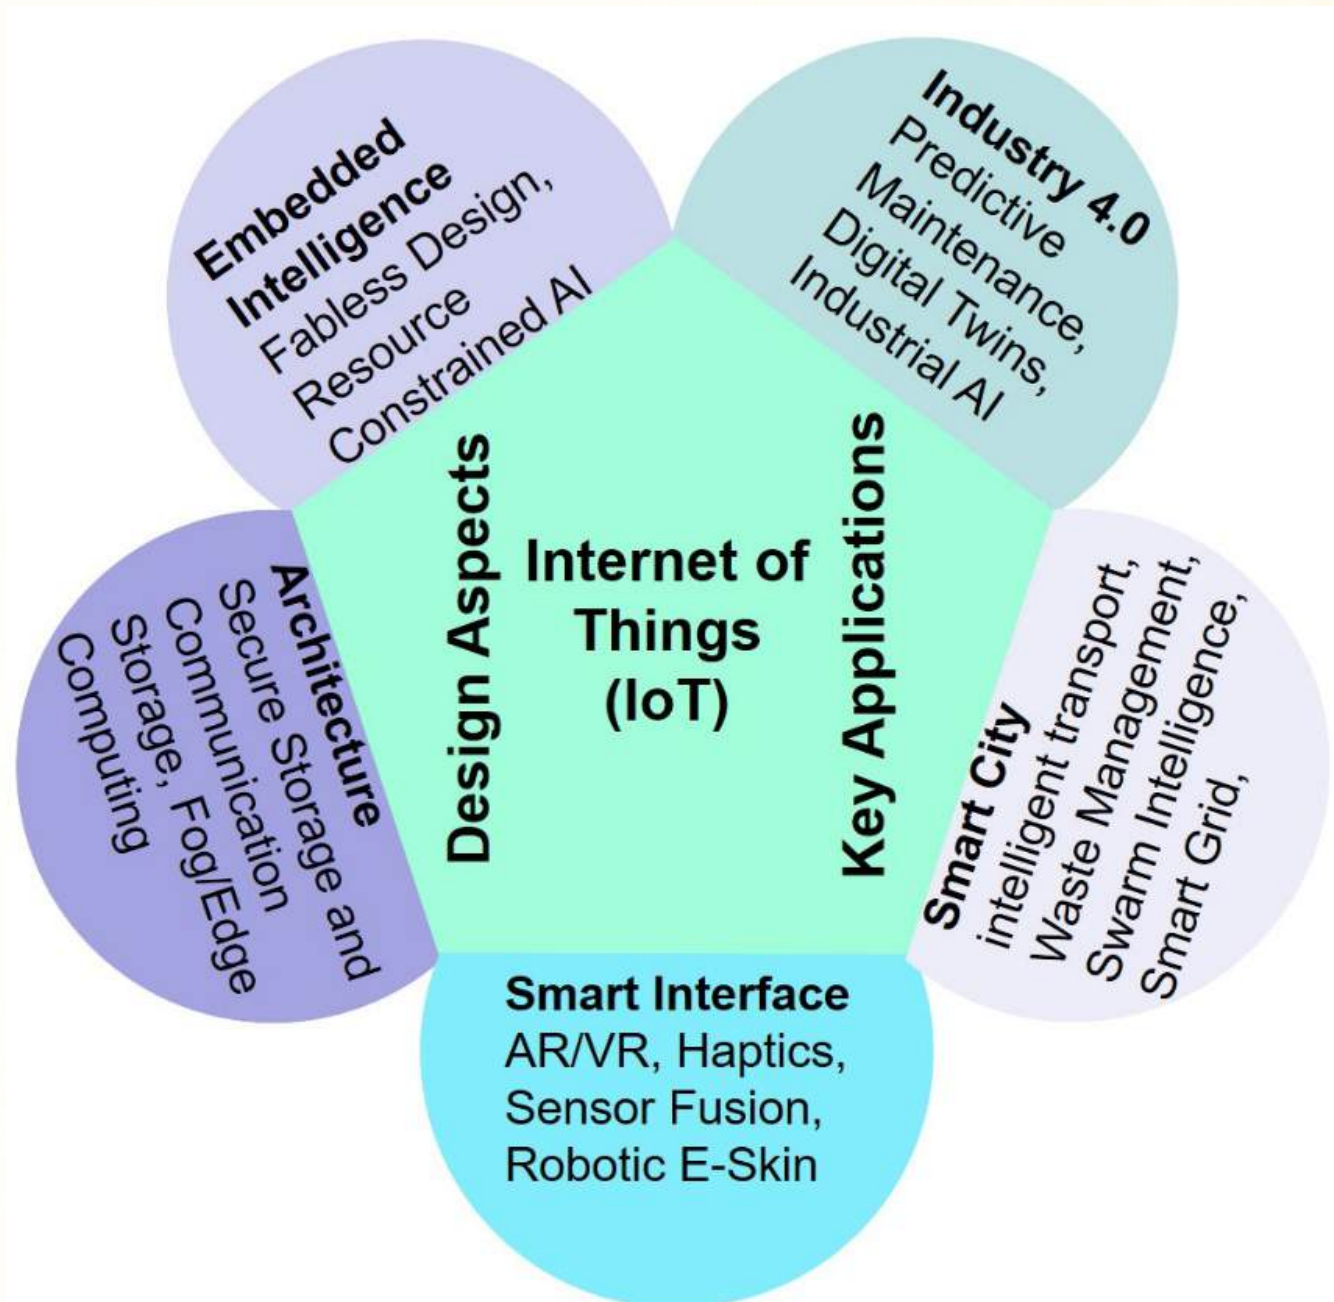 Embedded
Intelligence
Fabless Design,
Resource
Constrained AI
Industry 4.0
Predictive
Maintenance,
Digital Twins,
Industrial AI
Design Aspects
Internet of
Things
(IoT)
Key Applications
Architecture
Secure Storage and
Communication
Storage, Fog/Edge
Computing
Smart City
intelligent transport,
Waste Management,
Swarm Intelligence,
Smart Grid,
Smart Interface
AR/VR, Haptics,
Sensor Fusion,
Robotic E-Skin